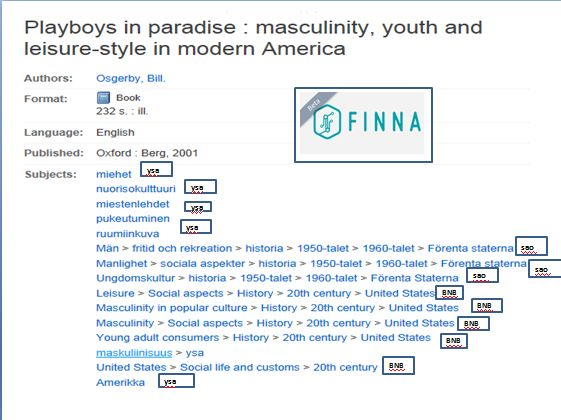 Playboys in paradise : masculinity, youth and
leisure-style in modern America
Authors: Osgerby, Bill.
Format: Book
232 s. : ill.
Beta
FINNA
Language: English
Published: Oxford : Berg, 2001
Subjects: miehet ysa
nuorisokulttuuri ysa
miestenlehdet ysa
pukeutuminen
ruumiinkuva ysa
Män > fritid och rekreation > historia > 1950-talet > 1960-talet > Förenta staterna sao
Manlighet > sociala aspekter > historia > 1950-talet > 1960-talet > Förenta staterna sao
Ungdomskultur > historia > 1950-talet > 1960-talet > Förenta Staterna sao
Leisure > Social aspects > History > 20th century > United States BNB
Masculinity in popular culture > History > 20th century > United States BNB
Masculinity > Social aspects > History > 20th century > United States BNB
Young adult consumers > History > 20th century > United States BNB
maskuliinisuus > ysa
United States > Social life and customs > 20th century BNB
Amerikka ysa